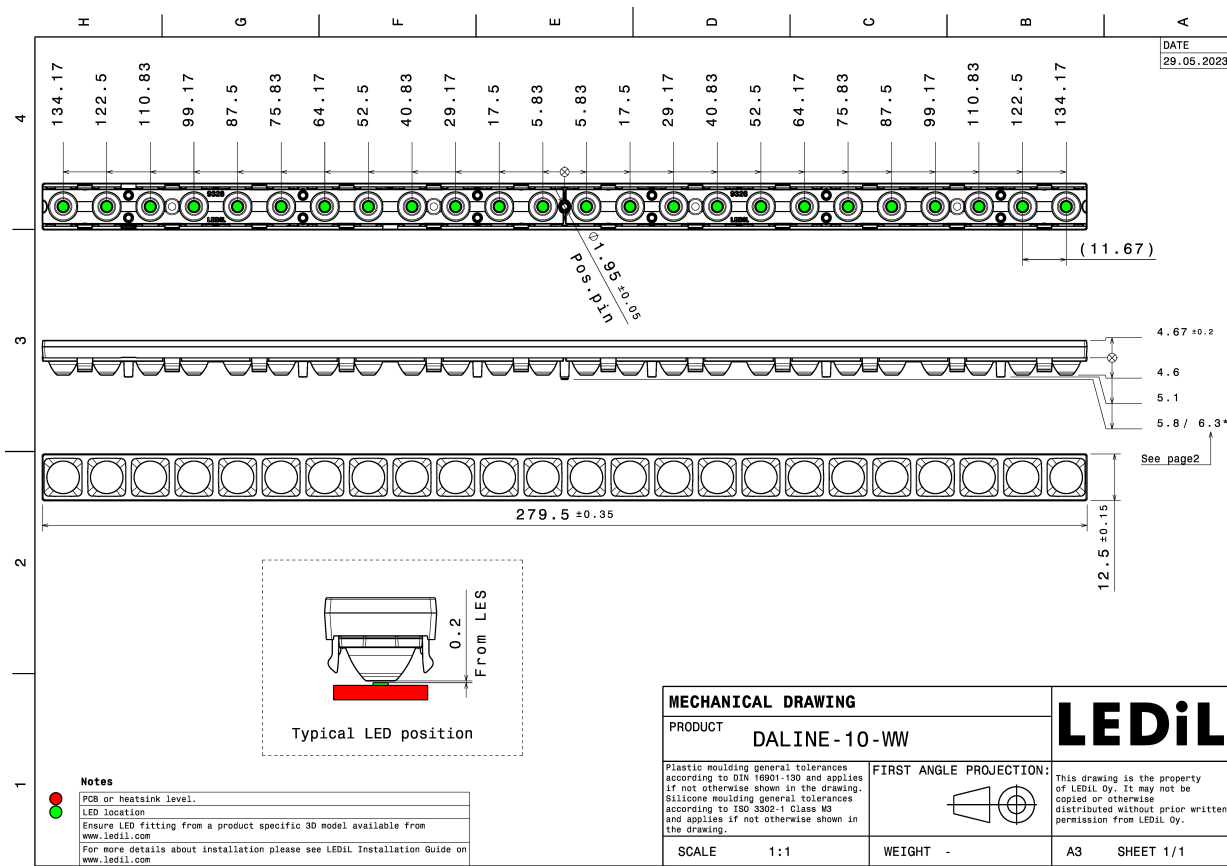 H G F E D C B A
DATE
29.05.2023
4
134.17 122.5 110.83 99.17 87.5 75.83 64.17 52.5 40.83 29.17 17.5 5.83 5.83 17.5 29.17 40.83 52.5 64.17 75.83 87.5 99.17 110.83 122.5 134.17
9326 9326
LEDiL LEDiL
(11.67)
∅1.95 ±0.05
Pos.pin
3
4.67 ±0.2
4.6
5.1
5.8/ 6.3*
See page2
279.5 ±0.35
12.5 ±0.15
2
0.2
From LES
Typical LED position
1
Notes
PCB or heatsink level.
LED location
Ensure LED fitting from a product specific 3D model available from
www.ledil.com
For more details about installation please see LEDiL Installation Guide on
www.ledil.com
MECHANICAL DRAWING
PRODUCT
DALINE-10-WW
LEDiL
Plastic moulding general tolerances
according to DIN 16901-130 and applies
if not otherwise shown in the drawing.
Silicone moulding general tolerances
according to ISO 3302-1 Class M3
and applies if not otherwise shown in
the drawing.
FIRST ANGLE PROJECTION:
This drawing is the property
of LEDiL Oy. It may not be
copied or otherwise
distributed without prior written
permission from LEDiL Oy.
SCALE 1:1
WEIGHT -
A3 SHEET 1/1